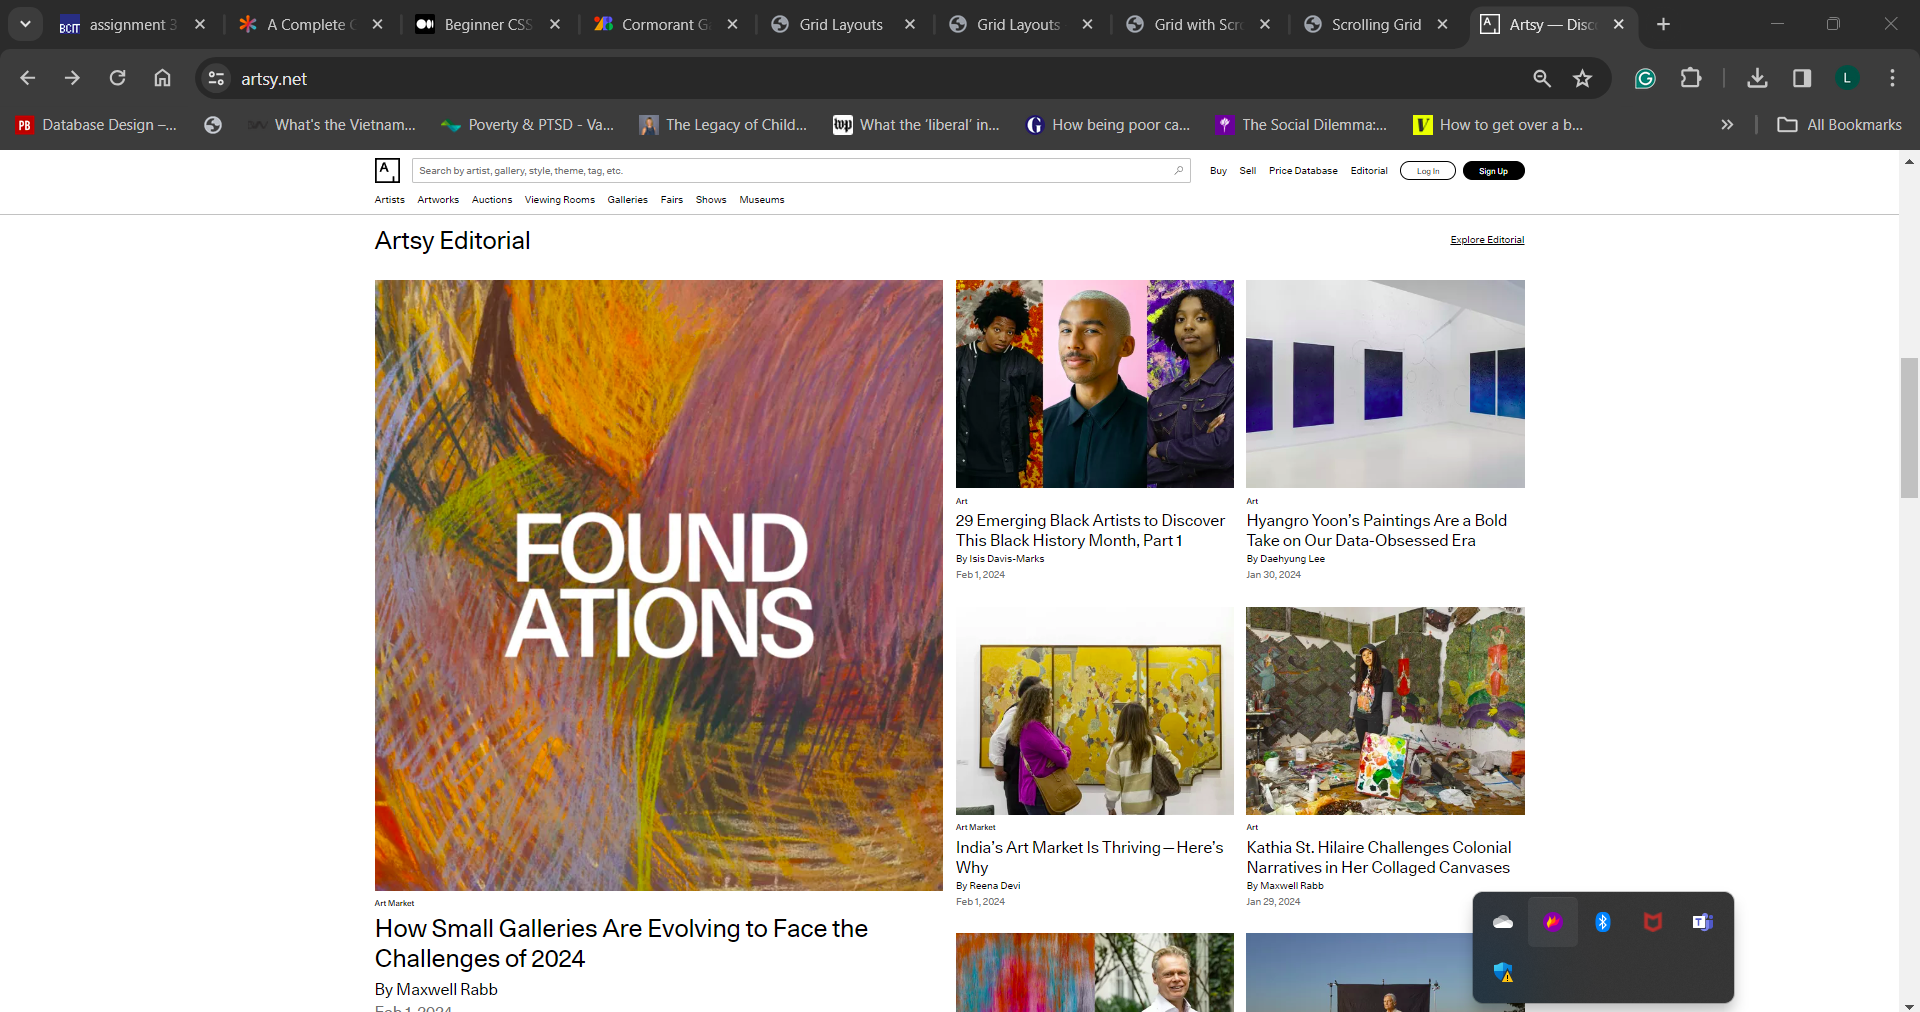 BCIT assignment 3
A Complete
Beginner CSS
Cormorant G
Grid Layouts
Grid Layouts
Grid with Scr
Scrolling Grid
A, Artsy — Disc
artsy.net
L
PB Database Design –...
What's the Vietnam...
Poverty & PTSD - Va...
The Legacy of Child...
wp What the ‘liberal’ in...
G How being poor ca...
The Social Dilemma:...
V How to get over a b...
»
All Bookmarks
A,
Search by artist, gallery, style, theme, tag, etc.
Buy Sell Price Database Editorial Log In Sign Up
Artists Artworks Auctions Viewing Rooms Galleries Fairs Shows Museums
Artsy Editorial
Explore Editorial
FOUND
ATIONS
Art Market
How Small Galleries Are Evolving to Face the
Challenges of 2024
By Maxwell Rabb
Feb 1, 2024
Art
29 Emerging Black Artists to Discover
This Black History Month, Part 1
By Isis Davis-Marks
Feb 1, 2024
Art
Hyangro Yoon’s Paintings Are a Bold
Take on Our Data-Obsessed Era
By Daehyung Lee
Jan 30, 2024
Art Market
India’s Art Market Is Thriving—Here’s
Why
By Reena Devi
Feb 1, 2024
Art
Kathia St. Hilaire Challenges Colonial
Narratives in Her Collaged Canvases
By Maxwell Rabb
Jan 29, 2024